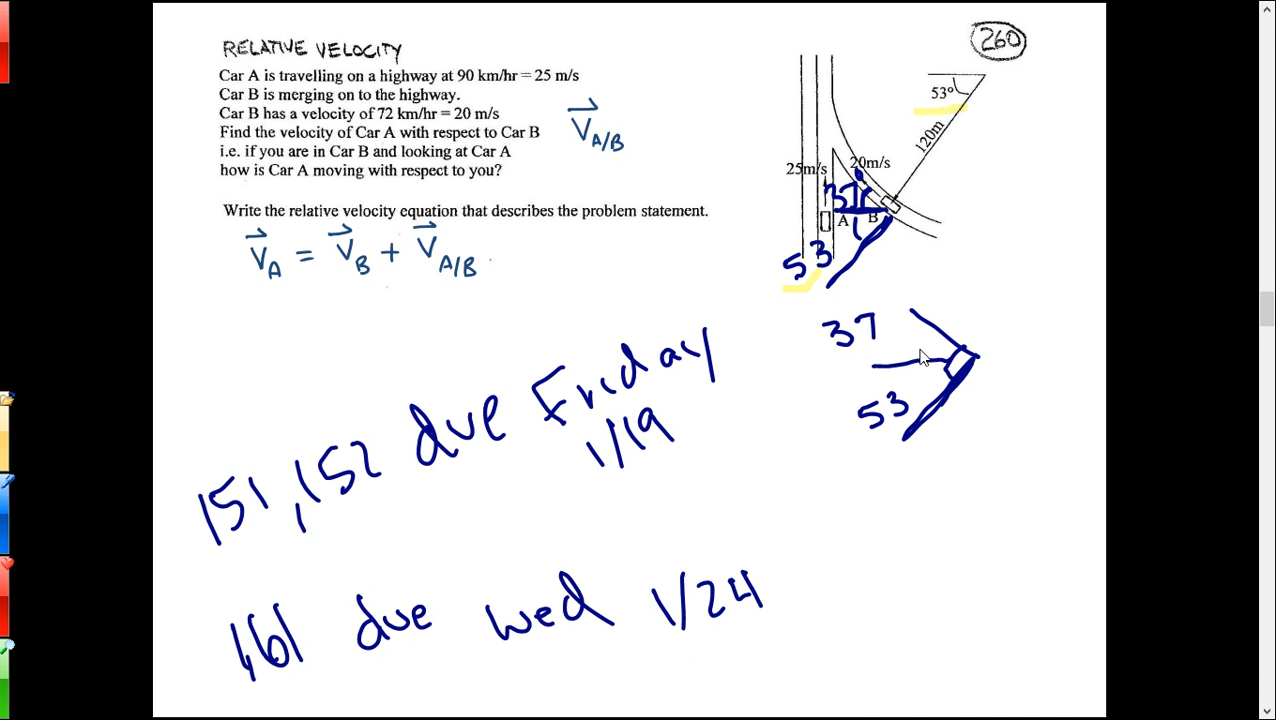 RELATIVE VELOCITY
260
Car A is travelling on a highway at 90 km/hr = 25 m/s
Car B is merging on to the highway.
Car B has a velocity of 72 km/hr = 20 m/s
Find the velocity of Car A with respect to Car B
i.e. if you are in Car B and looking at Car A
how is Car A moving with respect to you?
V A/B
Write the relative velocity equation that describes the problem statement.
V A = V B + V A/B
53°
120m
20m/s
25m/s
37
A B
53
37
53
151, 152 due Friday
1/19
161 due wed 1/24